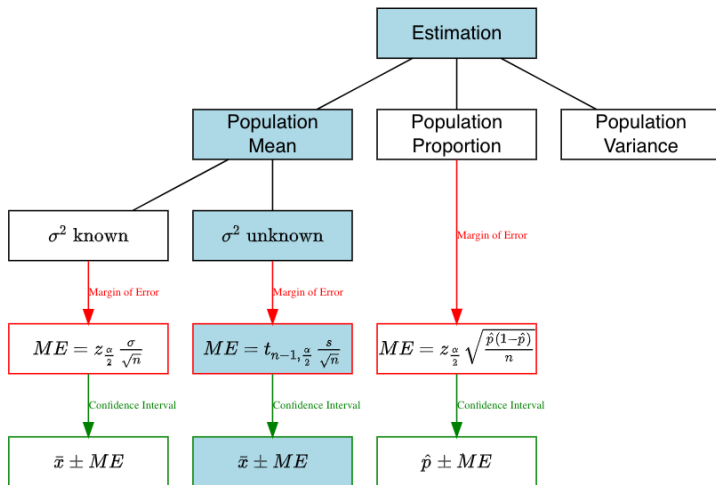 Estimation
Population
Mean
Population
Proportion
Population
Variance
σ² known
σ² unknown
Margin of Error
Margin of Error
Margin of Error
ME = z_{α/2} σ/√n
ME = t_{n−1, α/2} s/√n
ME = z_{α/2} √(p̂(1−p̂)/n)
Confidence Interval
Confidence Interval
Confidence Interval
x̄ ± ME
x̄ ± ME
p̂ ± ME